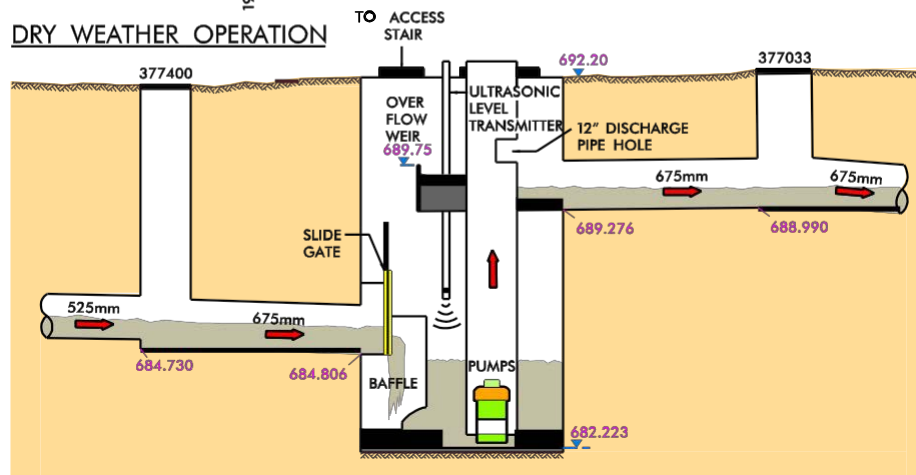 19
TO ACCESS
STAIR
DRY WEATHER OPERATION
377400
692.20
377033
OVER
FLOW
WEIR
689.75
ULTRASONIC
LEVEL
TRANSMITTER
12" DISCHARGE
PIPE HOLE
675mm
675mm
689.276
688.990
SLIDE
GATE
525mm
675mm
684.730
684.806
BAFFLE
PUMPS
682.223